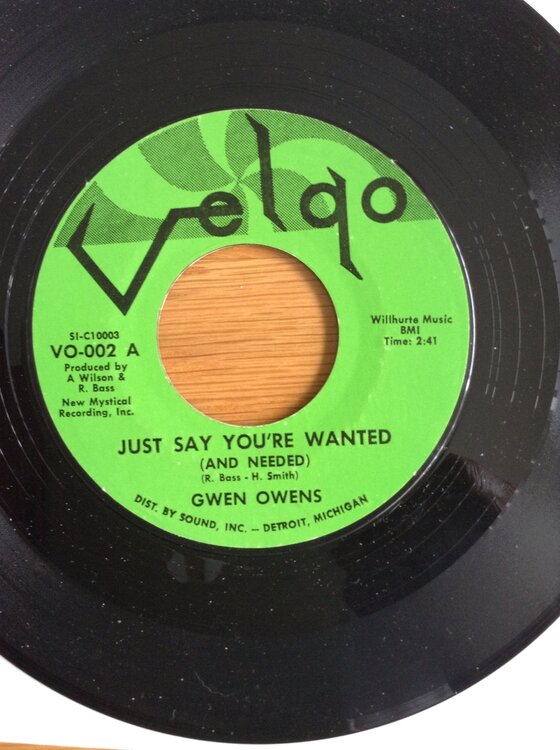 Velgo
SI-C10003
VO-002 A
Produced by
A Wilson &
R. Bass
New Mystical
Recording, Inc.
Willhurte Music
BMI
Time: 2:41
JUST SAY YOU'RE WANTED
(AND NEEDED)
(R. Bass - H. Smith)
GWEN OWENS
DIST. BY SOUND, INC. — DETROIT, MICHIGAN